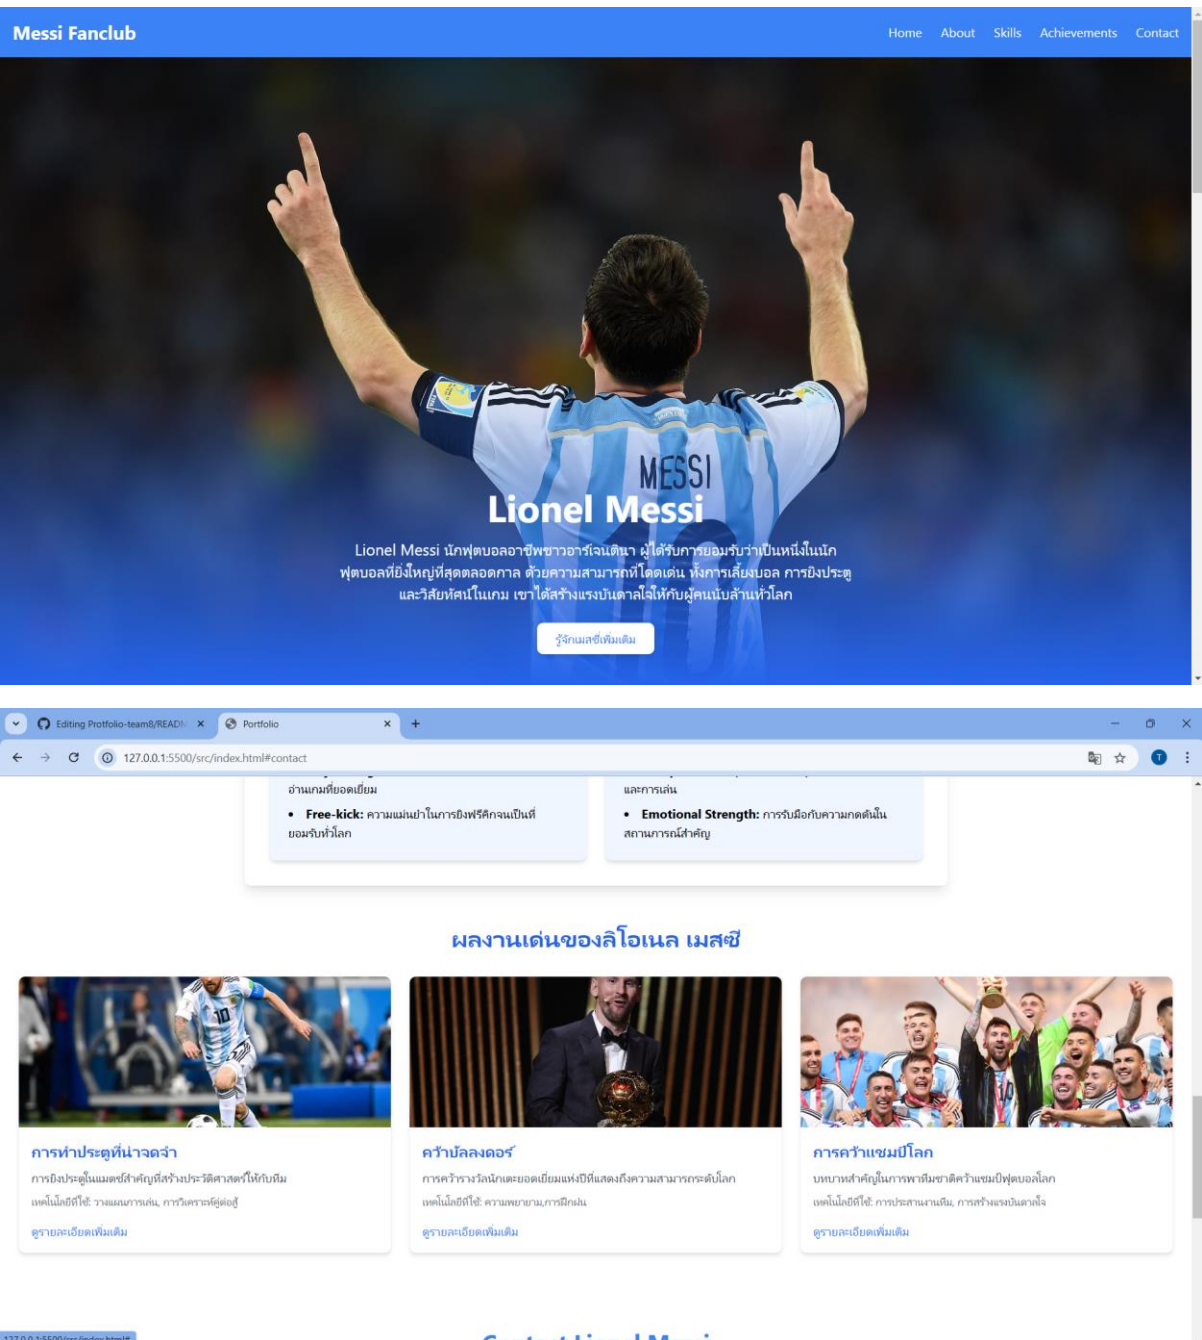 Messi Fanclub
Home About Skills Achievements Contact
MESSI
10
Lionel Messi
Lionel Messi นักฟุตบอลอาชีพชาวอาร์เจนตินา ผู้ได้รับการยอมรับว่าเป็นหนึ่งในนัก
ฟุตบอลที่ยิ่งใหญ่ที่สุดตลอดกาล ด้วยความสามารถที่โดดเด่น ทั้งการเลี้ยงบอล การยิงประตู
และวิสัยทัศน์ในเกม เขาได้สร้างแรงบันดาลใจให้กับผู้คนนับล้านทั่วโลก
รู้จักเมสซี่เพิ่มเติม
Editing Protfolio-team8/READM
Portfolio
127.0.0.1:5500/src/index.html#contact
T
อ่านเกมที่ยอดเยี่ยม
• Free-kick: ความแม่นยำในการยิงฟรีคิกจนเป็นที่
ยอมรับทั่วโลก
และการเล่น
• Emotional Strength: การรับมือกับความกดดันใน
สถานการณ์สำคัญ
ผลงานเด่นของลิโอเนล เมสซี
10
การทำประตูที่น่าจดจำ
การยิงประตูในแมตช์สำคัญที่สร้างประวัติศาสตร์ให้กับทีม
เทคโนโลยีที่ใช้: วางแผนการเล่น, การวิเคราะห์คู่ต่อสู้
ดูรายละเอียดเพิ่มเติม
คว้าบัลลงดอร์
การคว้ารางวัลนักเตะยอดเยี่ยมแห่งปีที่แสดงถึงความสามารถระดับโลก
เทคโนโลยีที่ใช้: ความพยายาม,การฝึกฝน
ดูรายละเอียดเพิ่มเติม
การคว้าแชมป์โลก
บทบาทสำคัญในการพาทีมชาติคว้าแชมป์ฟุตบอลโลก
เทคโนโลยีที่ใช้: การประสานงานทีม, การสร้างแรงบันดาลใจ
ดูรายละเอียดเพิ่มเติม
Contact Lionel Messi
127.0.0.1:5500/src/index.html#